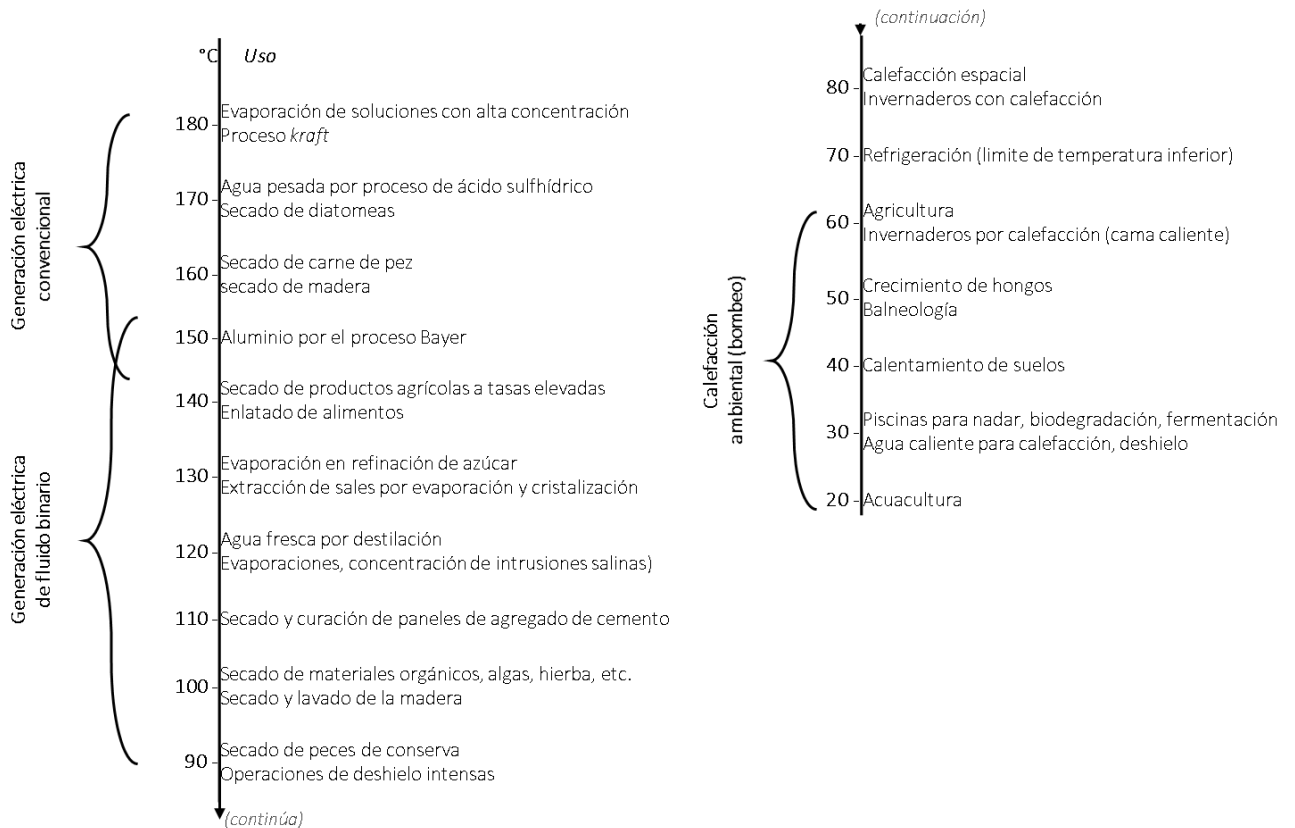 °C Uso
180 Evaporación de soluciones con alta concentración
Proceso kraft
170 Agua pesada por proceso de ácido sulfhídrico
Secado de diatomeas
160 Secado de carne de pez
secado de madera
150 Aluminio por el proceso Bayer
140 Secado de productos agrícolas a tasas elevadas
Enlatado de alimentos
130 Evaporación en refinación de azúcar
Extracción de sales por evaporación y cristalización
120 Agua fresca por destilación
Evaporaciones, concentración de intrusiones salinas)
110 Secado y curación de paneles de agregado de cemento
100 Secado de materiales orgánicos, algas, hierba, etc.
Secado y lavado de la madera
90 Secado de peces de conserva
Operaciones de deshielo intensas
(continúa)
Generación eléctrica
convencional
Generación eléctrica
de fluido binario
(continuación)
80 Calefacción espacial
Invernaderos con calefacción
70 Refrigeración (limite de temperatura inferior)
60 Agricultura
Invernaderos por calefacción (cama caliente)
50 Crecimiento de hongos
Balneología
40 Calentamiento de suelos
30 Piscinas para nadar, biodegradación, fermentación
Agua caliente para calefacción, deshielo
20 Acuacultura
Calefacción
ambiental (bombeo)